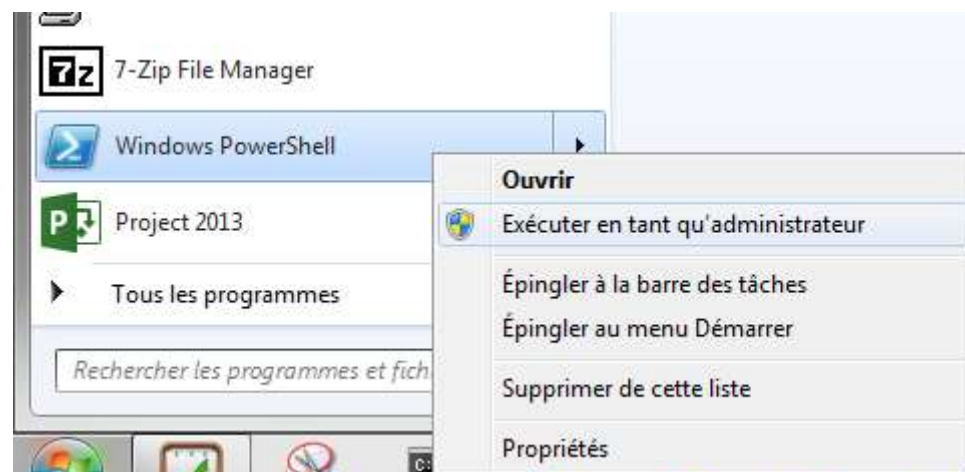 7z 7-Zip File Manager
Windows PowerShell
Ouvrir
Exécuter en tant qu'administrateur
P Project 2013
Épingler à la barre des tâches
Tous les programmes
Épingler au menu Démarrer
Rechercher les programmes et fich
Supprimer de cette liste
Propriétés
C: